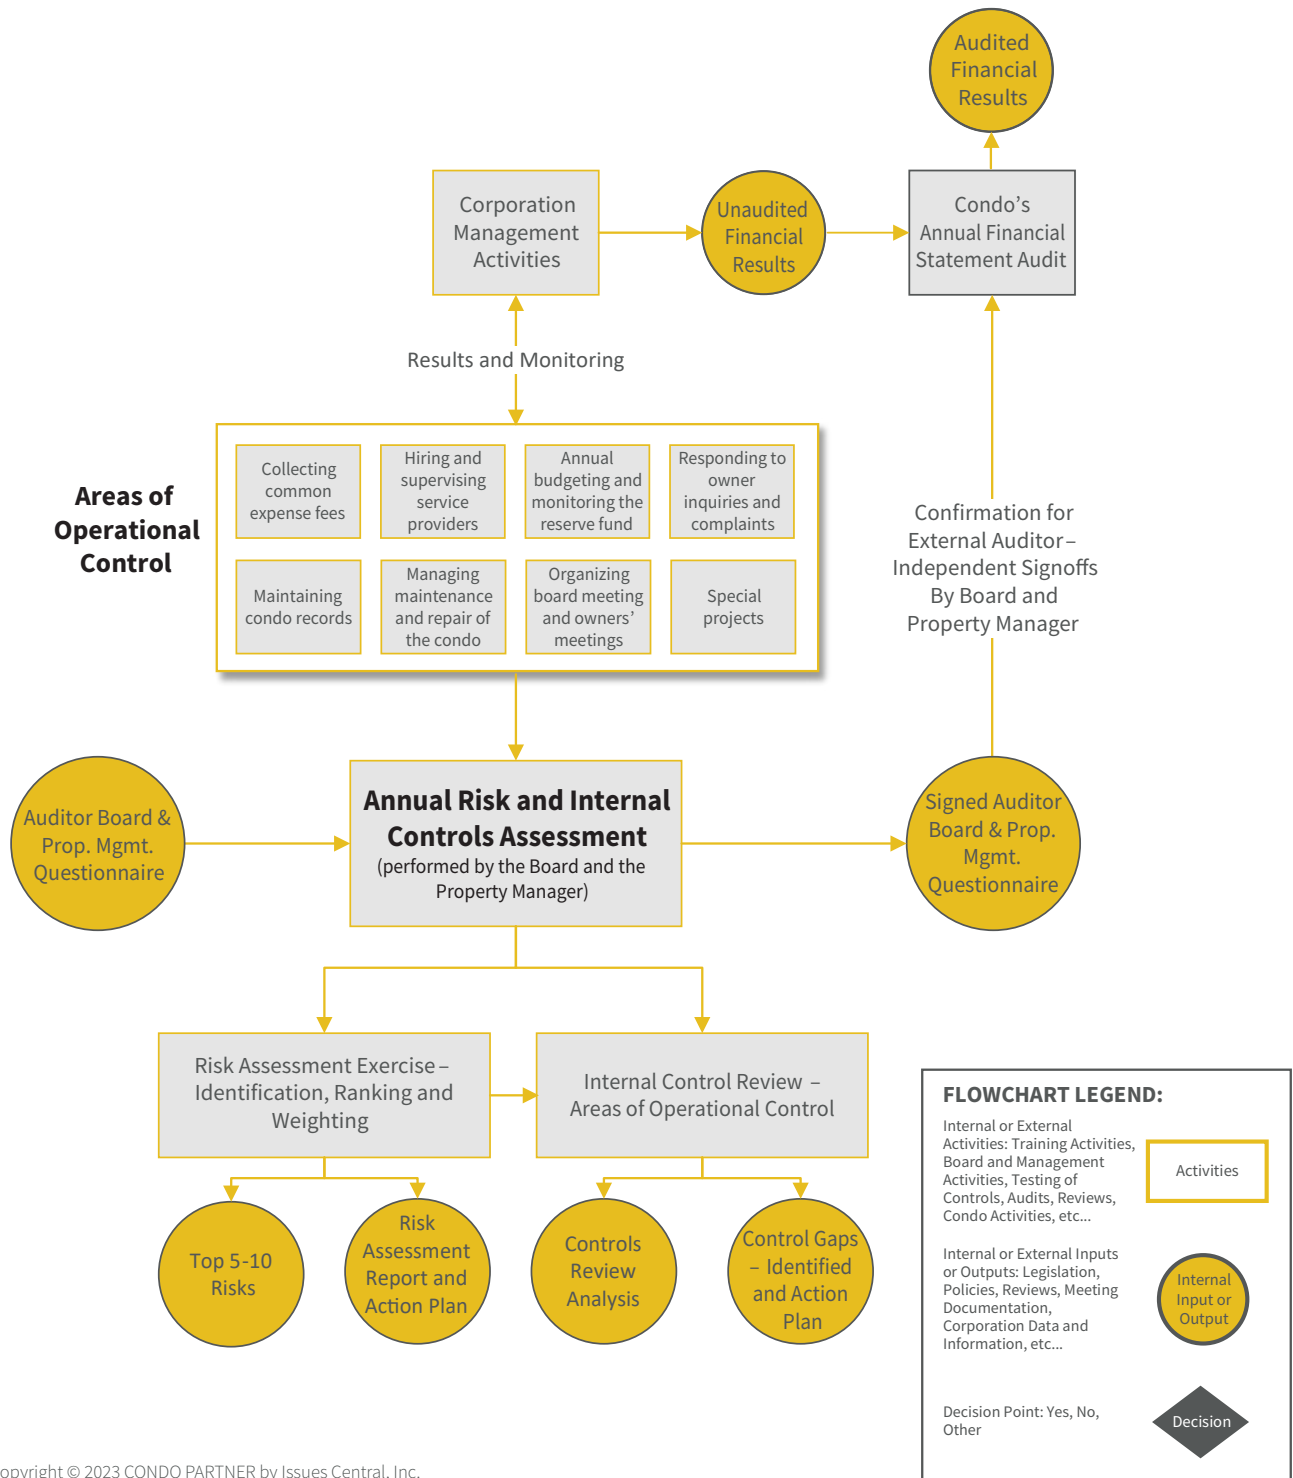 Audited
Financial
Results
Corporation
Management
Activities
Unaudited
Financial
Results
Condo’s
Annual Financial
Statement Audit
Results and Monitoring
Areas of
Operational
Control
Collecting
common
expense fees
Hiring and
supervising
service
providers
Annual
budgeting and
monitoring the
reserve fund
Responding to
owner
inquiries and
complaints
Maintaining
condo records
Managing
maintenance
and repair of
the condo
Organizing
board meeting
and owners’
meetings
Special
projects
Confirmation for
External Auditor –
Independent Signoffs
By Board and
Property Manager
Auditor Board &
Prop. Mgmt.
Questionnaire
Annual Risk and Internal
Controls Assessment
(performed by the Board and the
Property Manager)
Signed Auditor
Board & Prop.
Mgmt.
Questionnaire
Risk Assessment Exercise –
Identification, Ranking and
Weighting
Internal Control Review –
Areas of Operational Control
Top 5-10
Risks
Risk
Assessment
Report and
Action Plan
Controls
Review
Analysis
Control Gaps
– Identified
and Action
Plan
FLOWCHART LEGEND:
Internal or External
Activities: Training Activities,
Board and Management
Activities, Testing of
Controls, Audits, Reviews,
Condo Activities, etc...
Activities
Internal or External Inputs
or Outputs: Legislation,
Policies, Reviews, Meeting
Documentation,
Corporation Data and
Information, etc...
Internal
Input or
Output
Decision Point: Yes, No,
Other
Decision
opyright © 2023 CONDO PARTNER by Issues Central, Inc.